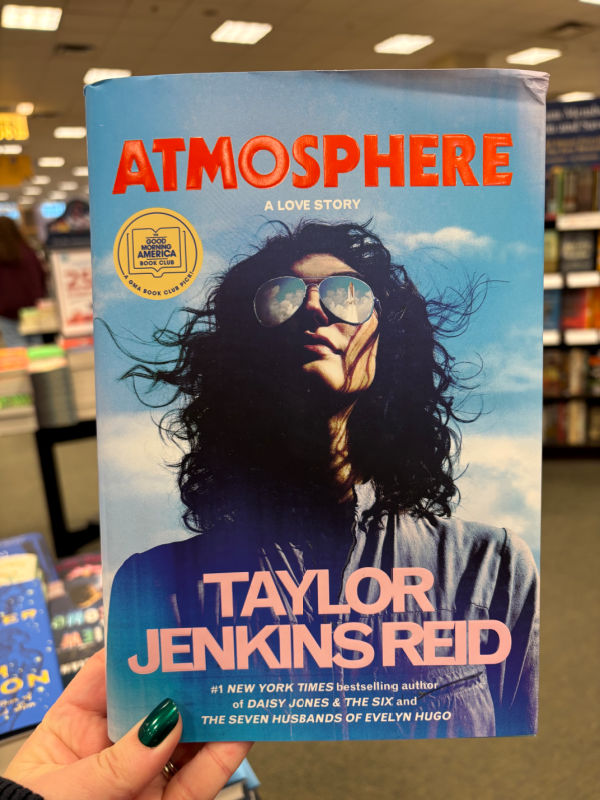 ATMOSPHERE
A LOVE STORY
GOOD
MORNING
AMERICA
BOOK CLUB
A GMA BOOK CLUB PICK!
TAYLOR
JENKINS REID
#1 NEW YORK TIMES bestselling author
of DAISY JONES & THE SIX and
THE SEVEN HUSBANDS OF EVELYN HUGO